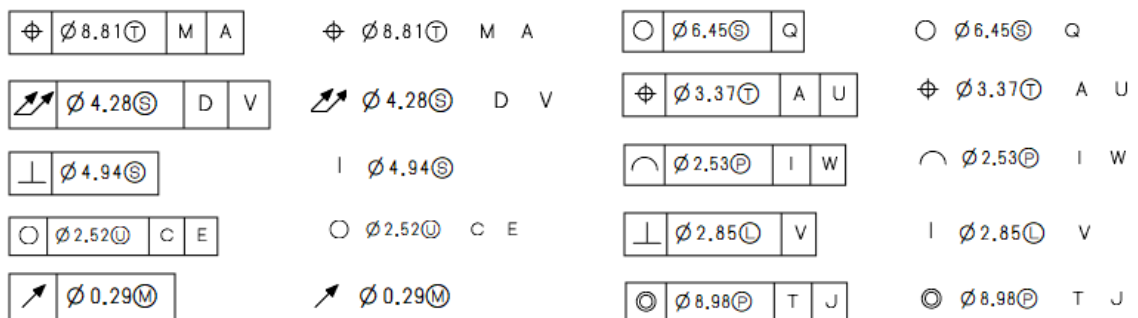 ⌖ Ø8.81Ⓣ M A ⌖ Ø8.81Ⓣ M A
⌰ Ø4.28Ⓢ D V ⌰ Ø4.28Ⓢ D V
⊥ Ø4.94Ⓢ | Ø4.94Ⓢ
○ Ø2.52Ⓤ C E ○ Ø2.52Ⓤ C E
↗ Ø0.29Ⓜ ↗ Ø0.29Ⓜ
○ Ø6.45Ⓢ Q ○ Ø6.45Ⓢ Q
⌖ Ø3.37Ⓣ A U ⌖ Ø3.37Ⓣ A U
⌒ Ø2.53Ⓟ I W ⌒ Ø2.53Ⓟ I W
⊥ Ø2.85Ⓛ V | Ø2.85Ⓛ V
◎ Ø8.98Ⓟ T J ◎ Ø8.98Ⓟ T J